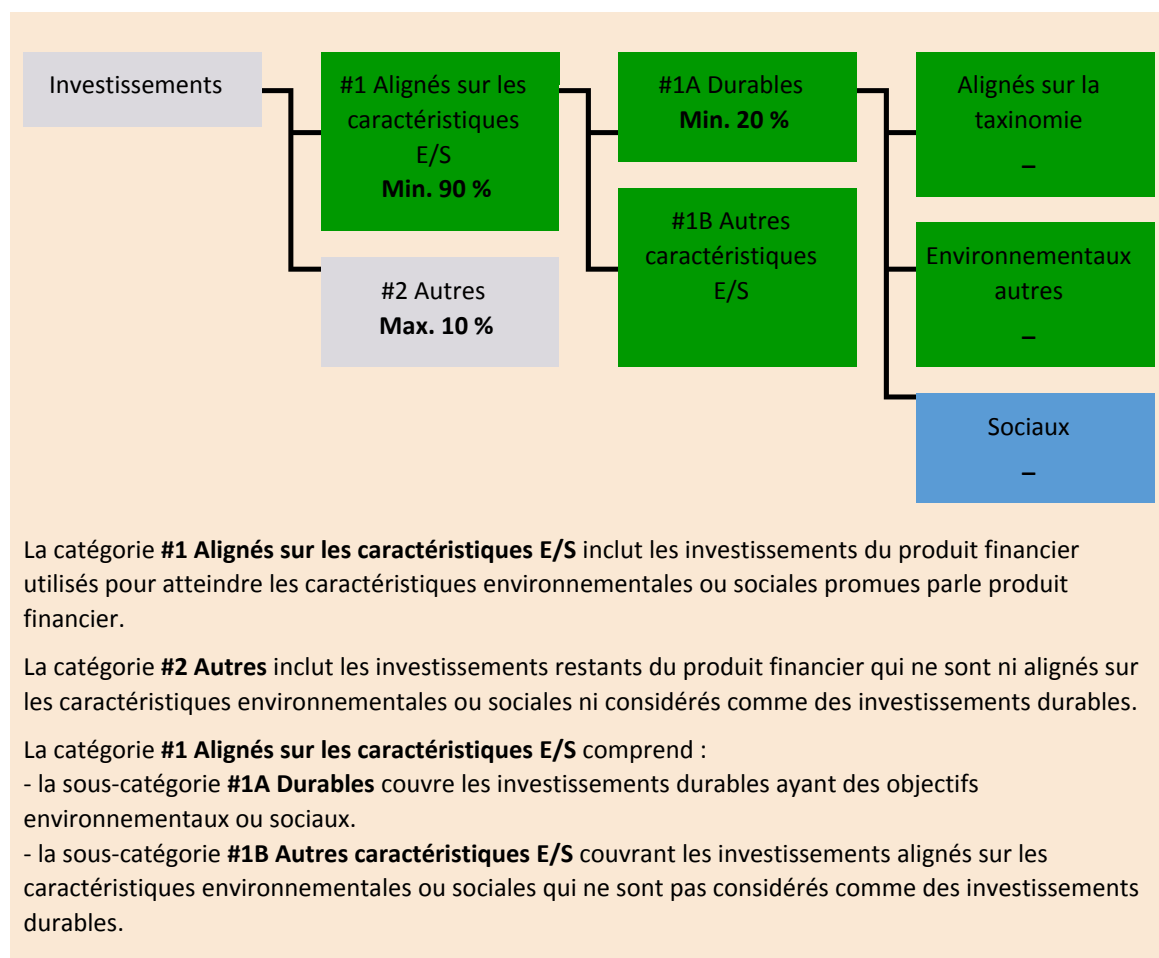 Investissements
#1 Alignés sur les
caractéristiques
E/S
Min. 90 %
#2 Autres
Max. 10 %
#1A Durables
Min. 20 %
#1B Autres
caractéristiques
E/S
Alignés sur la
taxinomie
–
Environnementaux
autres
–
Sociaux
–
La catégorie #1 Alignés sur les caractéristiques E/S inclut les investissements du produit financier
utilisés pour atteindre les caractéristiques environnementales ou sociales promues parle produit
financier.
La catégorie #2 Autres inclut les investissements restants du produit financier qui ne sont ni alignés sur
les caractéristiques environnementales ou sociales ni considérés comme des investissements durables.
La catégorie #1 Alignés sur les caractéristiques E/S comprend :
- la sous-catégorie #1A Durables couvre les investissements durables ayant des objectifs
environnementaux ou sociaux.
- la sous-catégorie #1B Autres caractéristiques E/S couvrant les investissements alignés sur les
caractéristiques environnementales ou sociales qui ne sont pas considérés comme des investissements
durables.